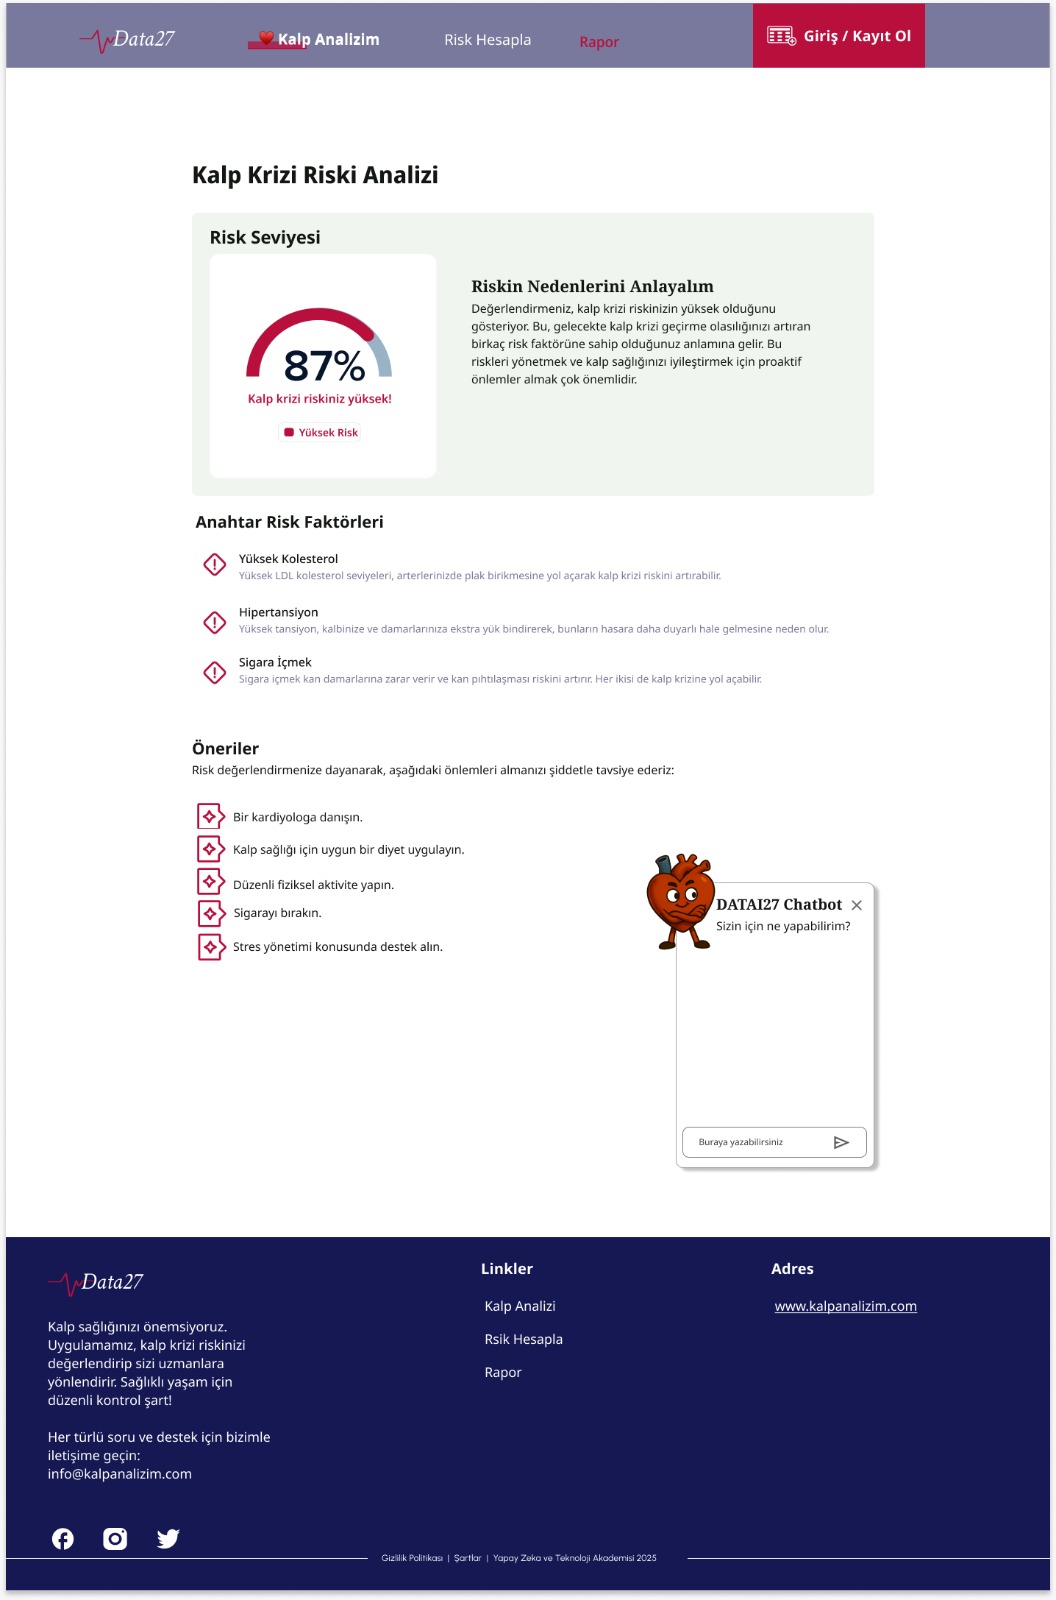 Data27
Kalp Analizim
Risk Hesapla
Rapor
Giriş / Kayıt Ol
Kalp Krizi Riski Analizi
Risk Seviyesi
87%
Kalp krizi riskiniz yüksek!
Yüksek Risk
Riskin Nedenlerini Anlayalım
Değerlendirmeniz, kalp krizi riskinizin yüksek olduğunu
gösteriyor. Bu, gelecekte kalp krizi geçirme olasılığınızı artıran
birkaç risk faktörüne sahip olduğunuz anlamına gelir. Bu
riskleri yönetmek ve kalp sağlığınızı iyileştirmek için proaktif
önlemler almak çok önemlidir.
Anahtar Risk Faktörleri
Yüksek Kolesterol
Yüksek LDL kolesterol seviyeleri, arterlerinizde plak birikmesine yol açarak kalp krizi riskini artırabilir.
Hipertansiyon
Yüksek tansiyon, kalbinize ve damarlarınıza ekstra yük bindirerek, bunların hasara daha duyarlı hale gelmesine neden olur.
Sigara İçmek
Sigara içmek kan damarlarına zarar verir ve kan pıhtılaşması riskini artırır. Her ikisi de kalp krizine yol açabilir.
Öneriler
Risk değerlendirmenize dayanarak, aşağıdaki önlemleri almanızı şiddetle tavsiye ederiz:
Bir kardiyologa danışın.
Kalp sağlığı için uygun bir diyet uygulayın.
Düzenli fiziksel aktivite yapın.
Sigarayı bırakın.
Stres yönetimi konusunda destek alın.
DATAI27 Chatbot
Sizin için ne yapabilirim?
Buraya yazabilirsiniz
Data27
Kalp sağlığınızı önemsiyoruz.
Uygulamamız, kalp krizi riskinizi
değerlendirip sizi uzmanlara
yönlendirir. Sağlıklı yaşam için
düzenli kontrol şart!
Her türlü soru ve destek için bizimle
iletişime geçin:
info@kalpanalizim.com
Linkler
Kalp Analizi
Rsik Hesapla
Rapor
Adres
www.kalpanalizim.com
Gizlilik Politikası | Şartlar | Yapay Zeka ve Teknoloji Akademisi 2025